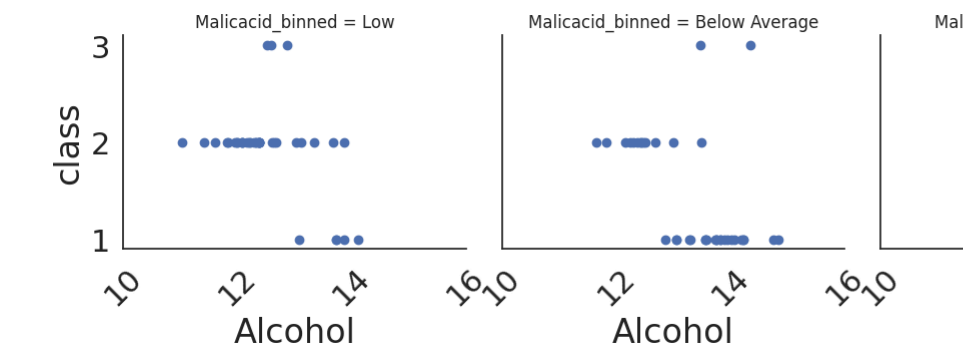 Malicacid_binned = Low
Malicacid_binned = Below Average
Mal
3
class
2
1
10
12
14
16
10
12
14
16
10
Alcohol
Alcohol